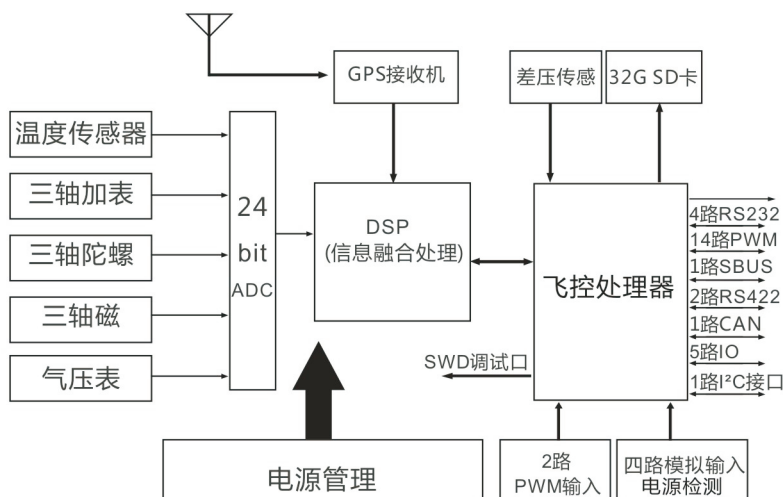 GPS接收机
差压传感
32G SD卡
温度传感器
三轴加表
三轴陀螺
三轴磁
气压表
24
bit
ADC
DSP
(信息融合处理)
飞控处理器
4路RS232
14路PWM
1路SBUS
2路RS422
1路CAN
5路IO
1路I²C接口
SWD调试口
电源管理
2路
PWM输入
四路模拟输入
电源检测